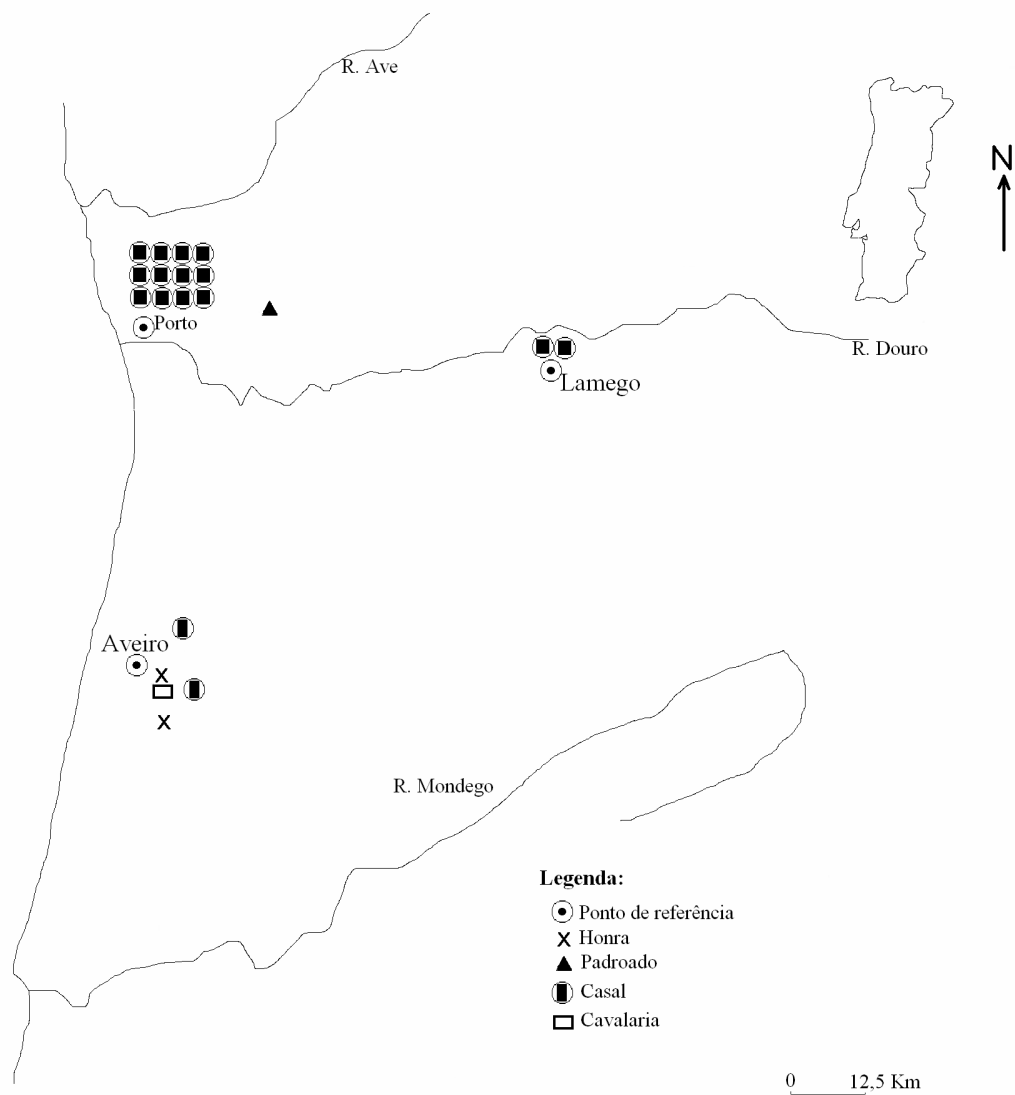 R. Ave
N
Porto
R. Douro
Lamego
Aveiro
R. Mondego
Legenda:
Ponto de referência
Honra
Padroado
Casal
Cavalaria
0 12,5 Km